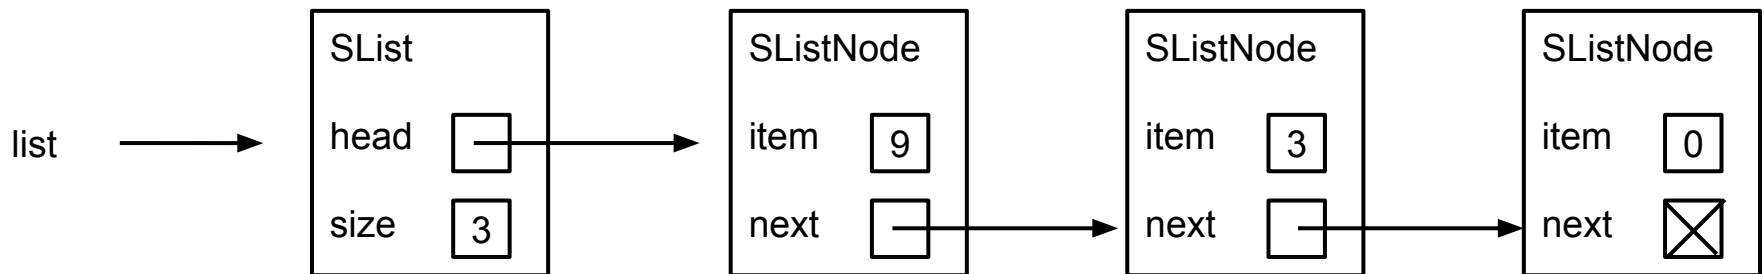 list
SList
head
size 3
SListNode
item 9
next
SListNode
item 3
next
SListNode
item 0
next